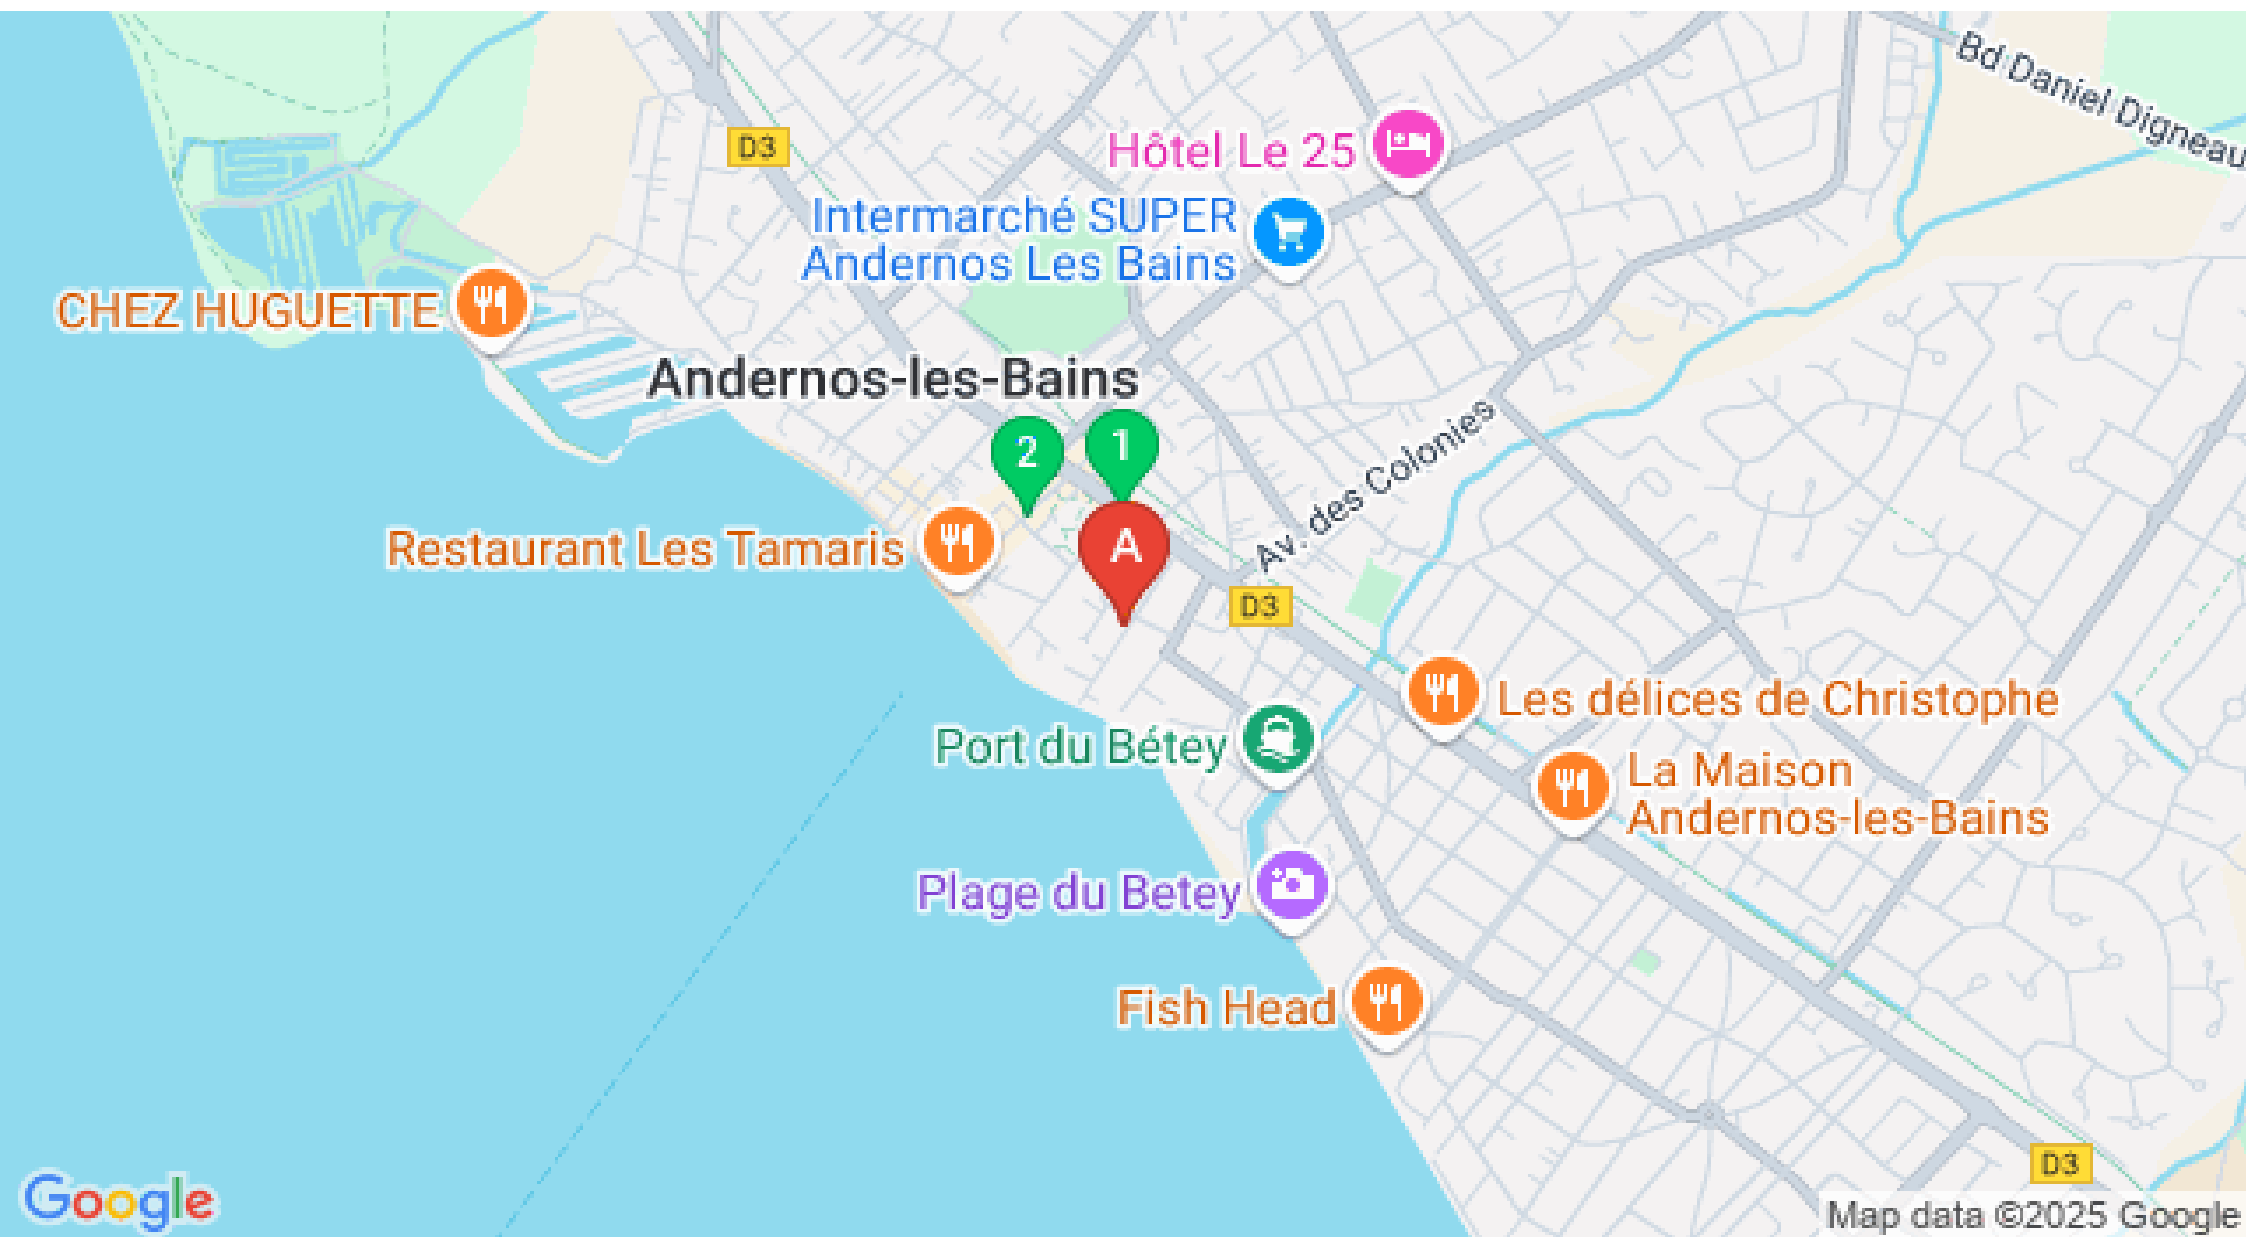 Bd Daniel Digneau
D3
Hôtel Le 25
Intermarché SUPER
Andernos Les Bains
CHEZ HUGUETTE
Andernos-les-Bains
2
1
Av. des Colonies
Restaurant Les Tamaris
A
D3
Les délices de Christophe
Port du Bétey
La Maison
Andernos-les-Bains
Plage du Betey
Fish Head
D3
Google
Map data ©2025 Google